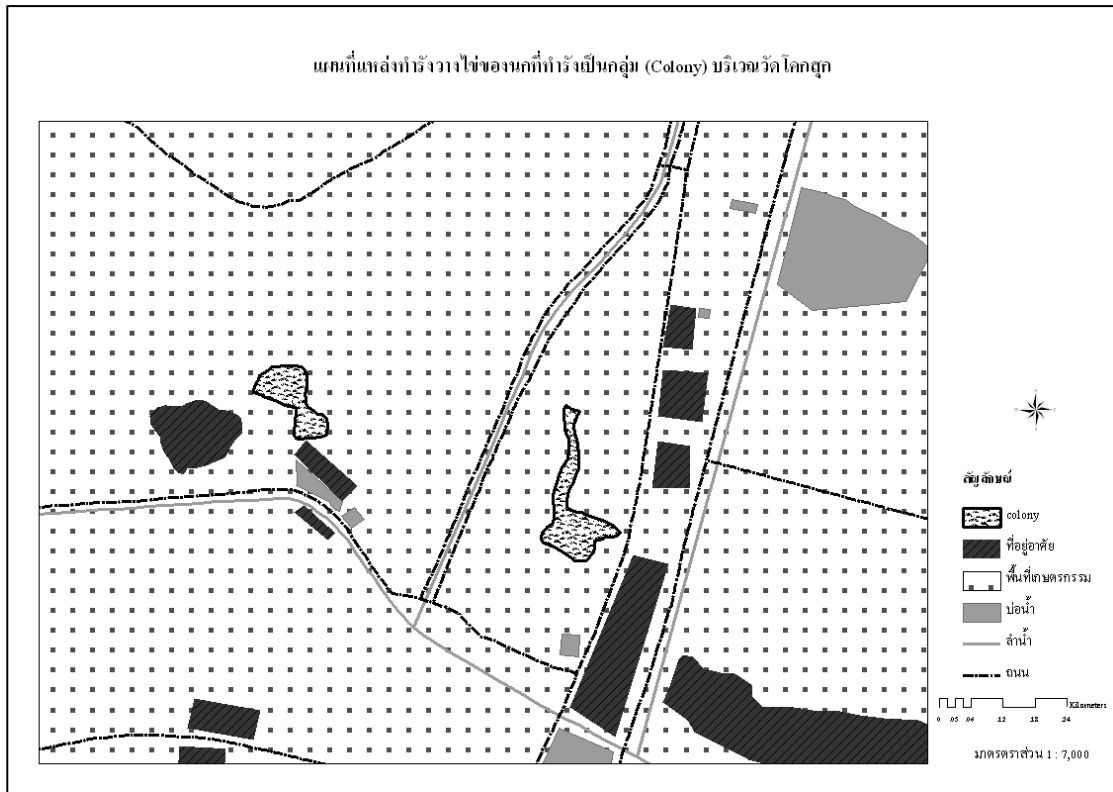 แผนที่แหล่งทำรังวางไข่ของนกที่ทำรังเป็นกลุ่ม (Colony) บริเวณวัดโคกสุก
สัญลักษณ์
colony
ที่อยู่อาศัย
พื้นที่เกษตรกรรม
บ่อน้ำ
ลำน้ำ
ถนน
Kilometers
0 .05 .06 .12 .18 .24
มาตรตราส่วน 1 : 7,000